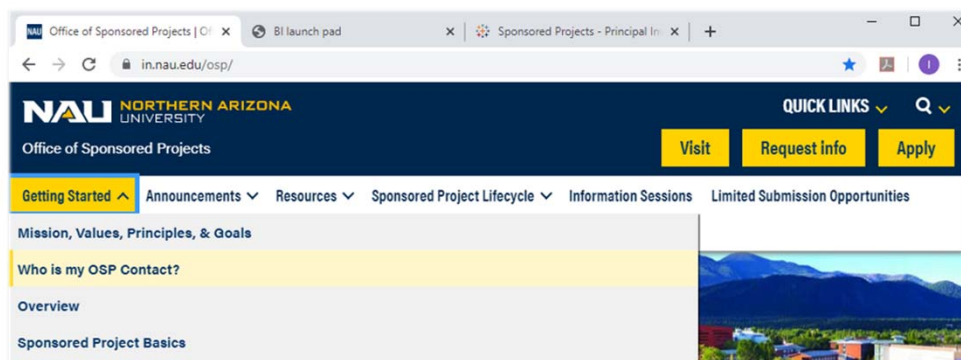 NAU Office of Sponsored Projects | Of
BI launch pad
Sponsored Projects - Principal In
in.nau.edu/osp/
NAU NORTHERN ARIZONA
UNIVERSITY
QUICK LINKS
Office of Sponsored Projects
Visit
Request info
Apply
Getting Started
Announcements
Resources
Sponsored Project Lifecycle
Information Sessions
Limited Submission Opportunities
Mission, Values, Principles, & Goals
Who is my OSP Contact?
Overview
Sponsored Project Basics